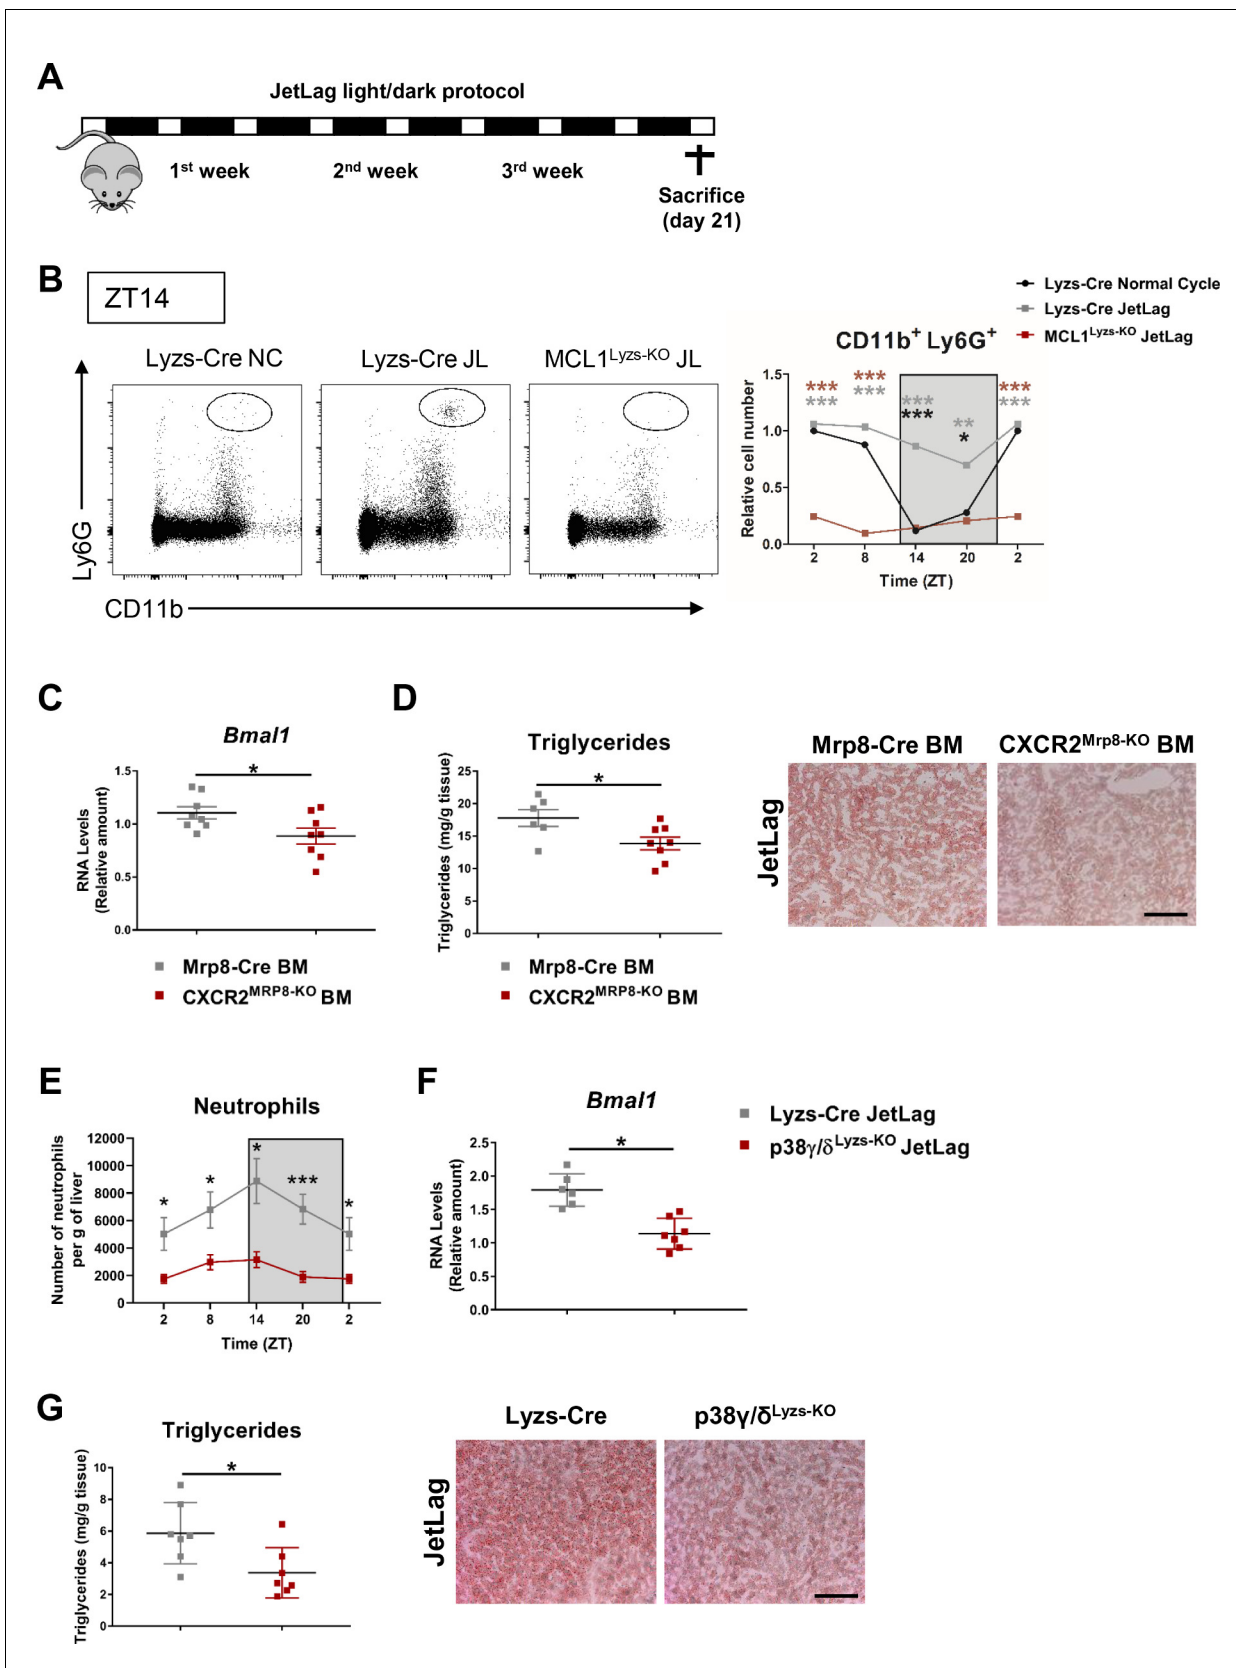 A
JetLag light/dark protocol
1st week
2nd week
3rd week
Sacrifice
(day 21)
B
ZT14
Lyzs-Cre NC
Lyzs-Cre JL
MCL1Lyzs-KO JL
Ly6G
CD11b
Lyzs-Cre Normal Cycle
Lyzs-Cre JetLag
MCL1Lyzs-KO JetLag
CD11b+ Ly6G+
Relative cell number
1.5
1.0
0.5
0.0
*** *** *** ** ***
*** *** *** * ***
2 8 14 20 2
Time (ZT)
C
Bmal1
RNA Levels
(Relative amount)
1.5
1.0
0.5
0.0
*
Mrp8-Cre BM
CXCR2MRP8-KO BM
D
Triglycerides
Triglycerides (mg/g tissue)
25
20
15
10
5
0
*
Mrp8-Cre BM
CXCR2MRP8-KO BM
Mrp8-Cre BM
CXCR2Mrp8-KO BM
JetLag
E
Neutrophils
Number of neutrophils
per g of liver
12000
10000
8000
6000
4000
2000
0
* * * *** *
2 8 14 20 2
Time (ZT)
F
Bmal1
RNA Levels
(Relative amount)
2.5
2.0
1.5
1.0
0.5
0.0
*
Lyzs-Cre JetLag
p38γ/δLyzs-KO JetLag
G
Triglycerides
Triglycerides (mg/g tissue)
10
8
6
4
2
0
*
Lyzs-Cre
p38γ/δLyzs-KO
JetLag